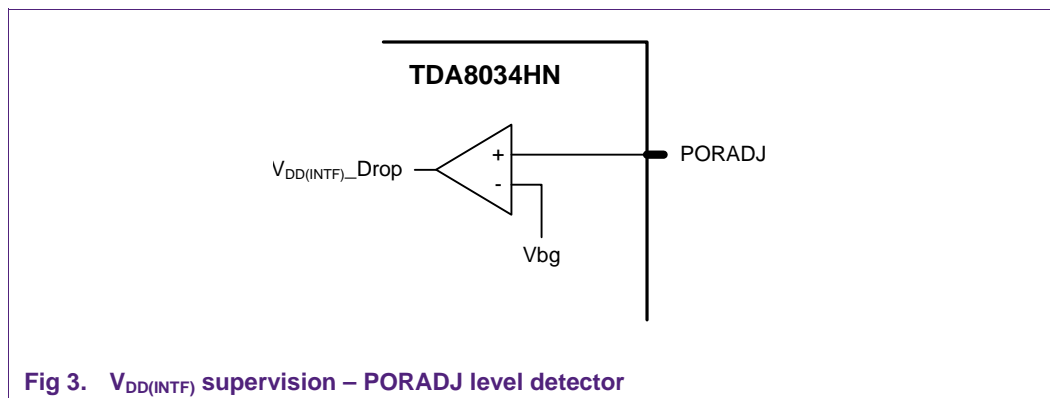 TDA8034HN
+
PORADJ
VDD(INTF)_Drop
-
Vbg
Fig 3. VDD(INTF) supervision – PORADJ level detector